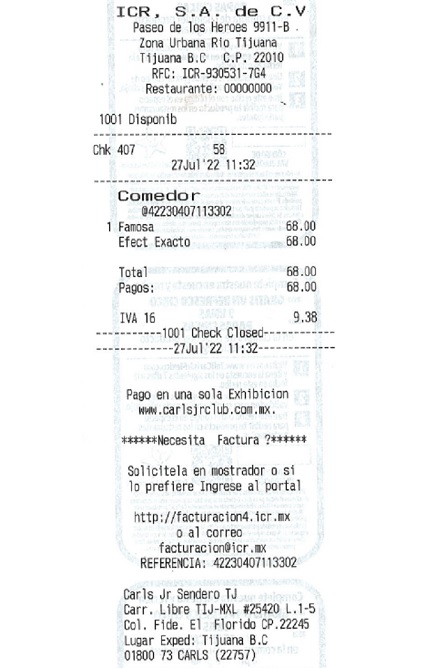 ICR, S.A. de C.V
Paseo de los Heroes 9911-B
Zona Urbana Rio Tijuana
Tijuana B.C C.P. 22010
RFC: ICR-930531-7G4
Restaurante: 00000000
1001 Disponib
Chk 407 58
27Jul'22 11:32
Comedor
@42230407113302
1 Famosa 68.00
Efect Exacto 68.00
Total 68.00
Pagos: 68.00
IVA 16 9.38
------------1001 Check Closed------------
--------------27Jul'22 11:32--------------
Pago en una sola Exhibicion
www.carlsjrclub.com.mx.
******Necesita Factura ?******
Solicitela en mostrador o si
lo prefiere Ingrese al portal
http://facturacion4.icr.mx
o al correo
facturacion@icr.mx
REFERENCIA: 42230407113302
Carls Jr Sendero TJ
Carr. Libre TIJ-MXL #25420 L.1-5
Col. Fide. El Florido CP.22245
Lugar Exped: Tijuana B.C
01800 73 CARLS (22757)